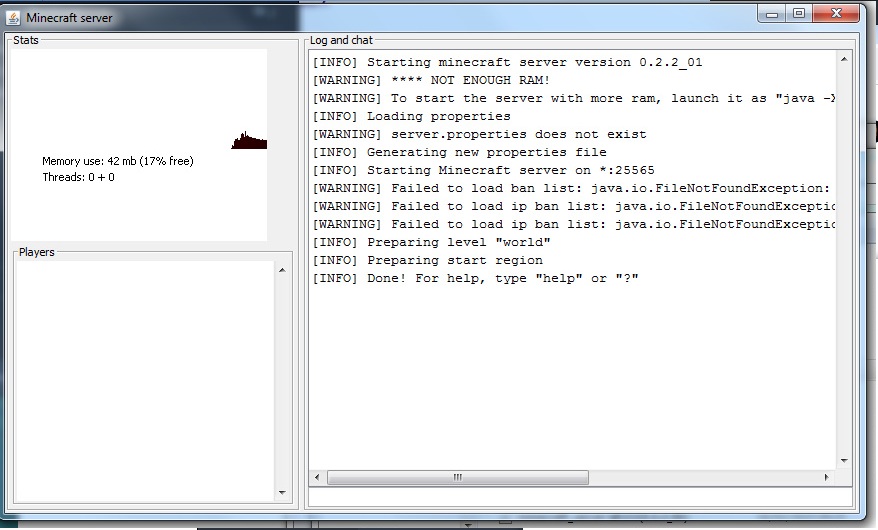 Minecraft server
Stats
Memory use: 42 mb (17% free)
Threads: 0 + 0
Players
Log and chat
[INFO] Starting minecraft server version 0.2.2_01
[WARNING] **** NOT ENOUGH RAM!
[WARNING] To start the server with more ram, launch it as "java -X
[INFO] Loading properties
[WARNING] server.properties does not exist
[INFO] Generating new properties file
[INFO] Starting Minecraft server on *:25565
[WARNING] Failed to load ban list: java.io.FileNotFoundException:
[WARNING] Failed to load ip ban list: java.io.FileNotFoundExceptio
[WARNING] Failed to load ip ban list: java.io.FileNotFoundExceptio
[INFO] Preparing level "world"
[INFO] Preparing start region
[INFO] Done! For help, type "help" or "?"